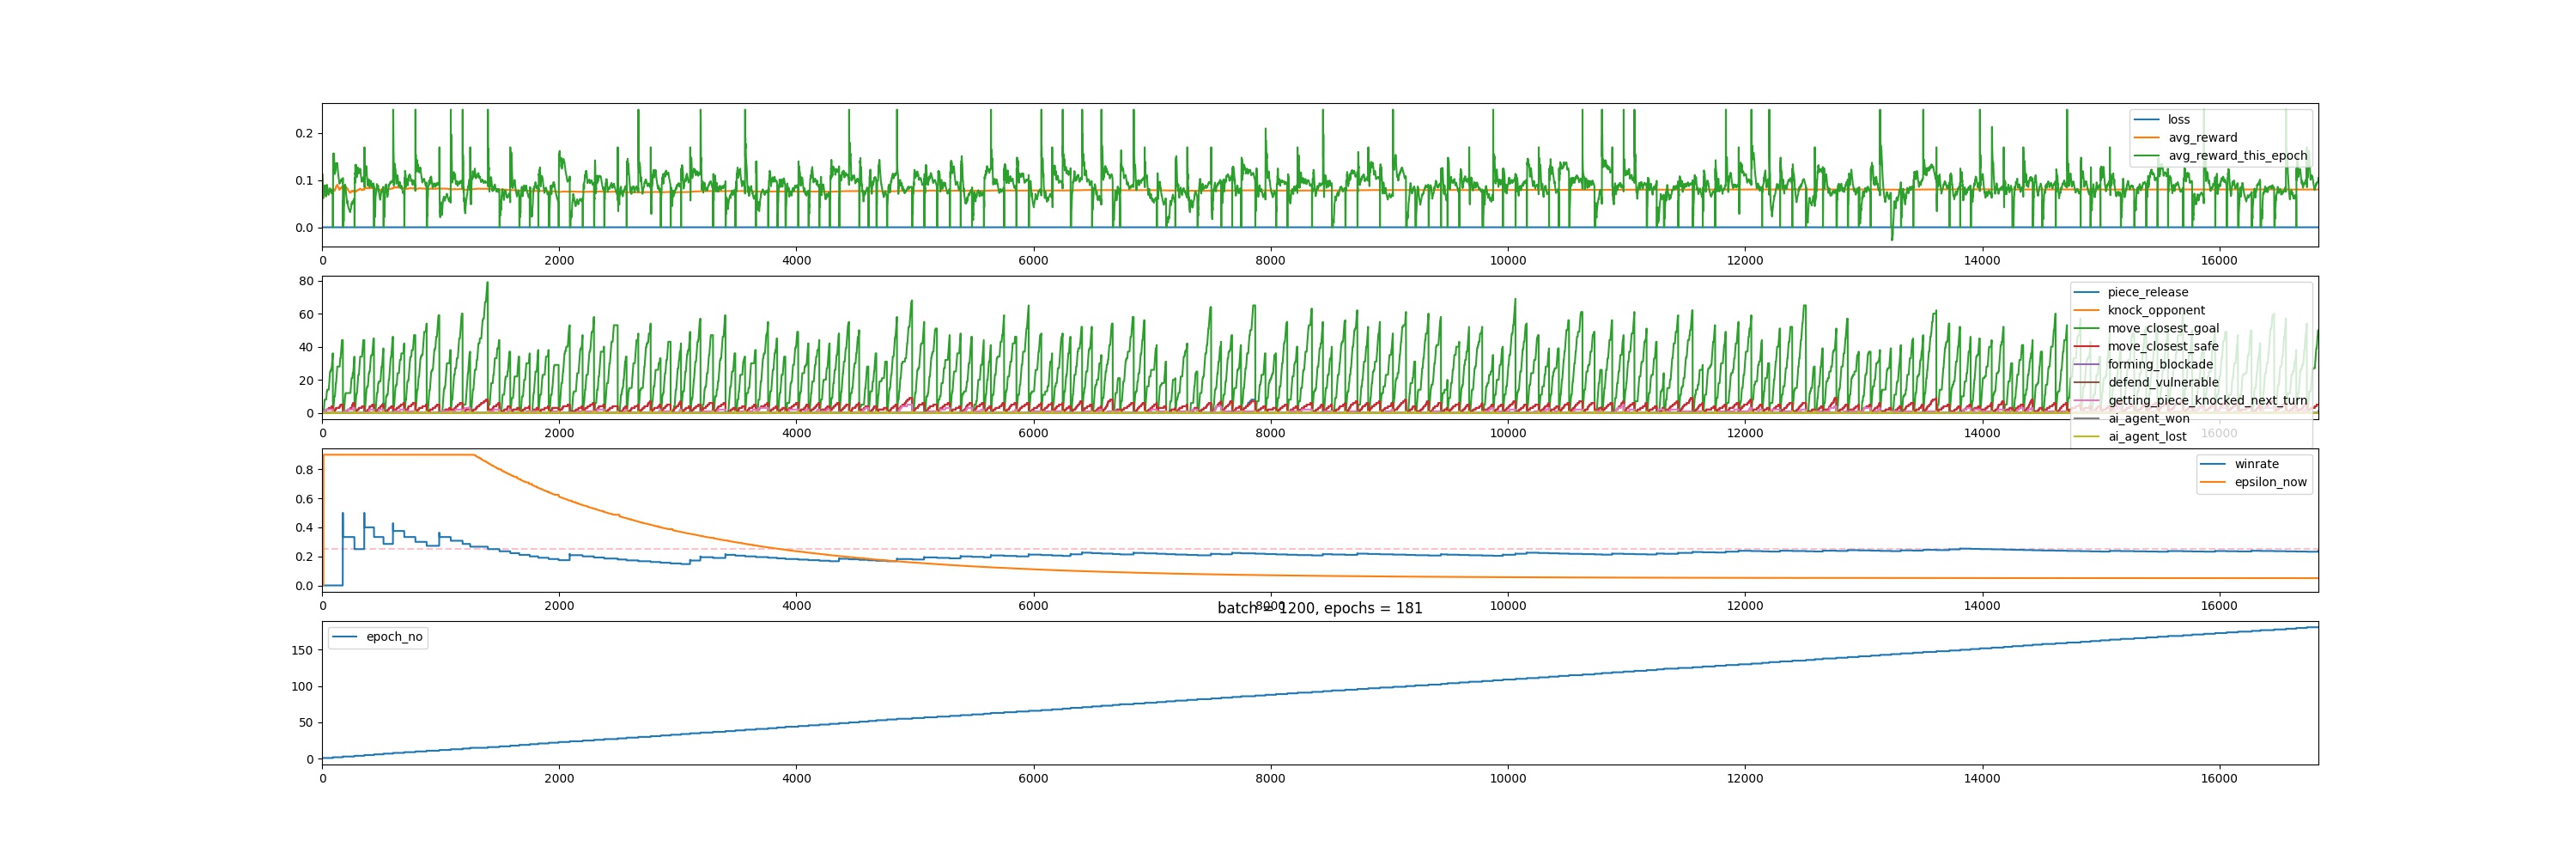 0.2
0.1
0.0
loss
avg_reward
avg_reward_this_epoch
0 2000 4000 6000 8000 10000 12000 14000 16000
80
60
40
20
0
piece_release
knock_opponent
move_closest_goal
move_closest_safe
forming_blockade
defend_vulnerable
getting_piece_knocked_next_turn
ai_agent_won
ai_agent_lost
0 2000 4000 6000 8000 10000 12000 14000 16000
0.8
0.6
0.4
0.2
0.0
winrate
epsilon_now
0 2000 4000 6000 8000 10000 12000 14000 16000
batch = 1200, epochs = 181
150
100
50
0
epoch_no
0 2000 4000 6000 8000 10000 12000 14000 16000